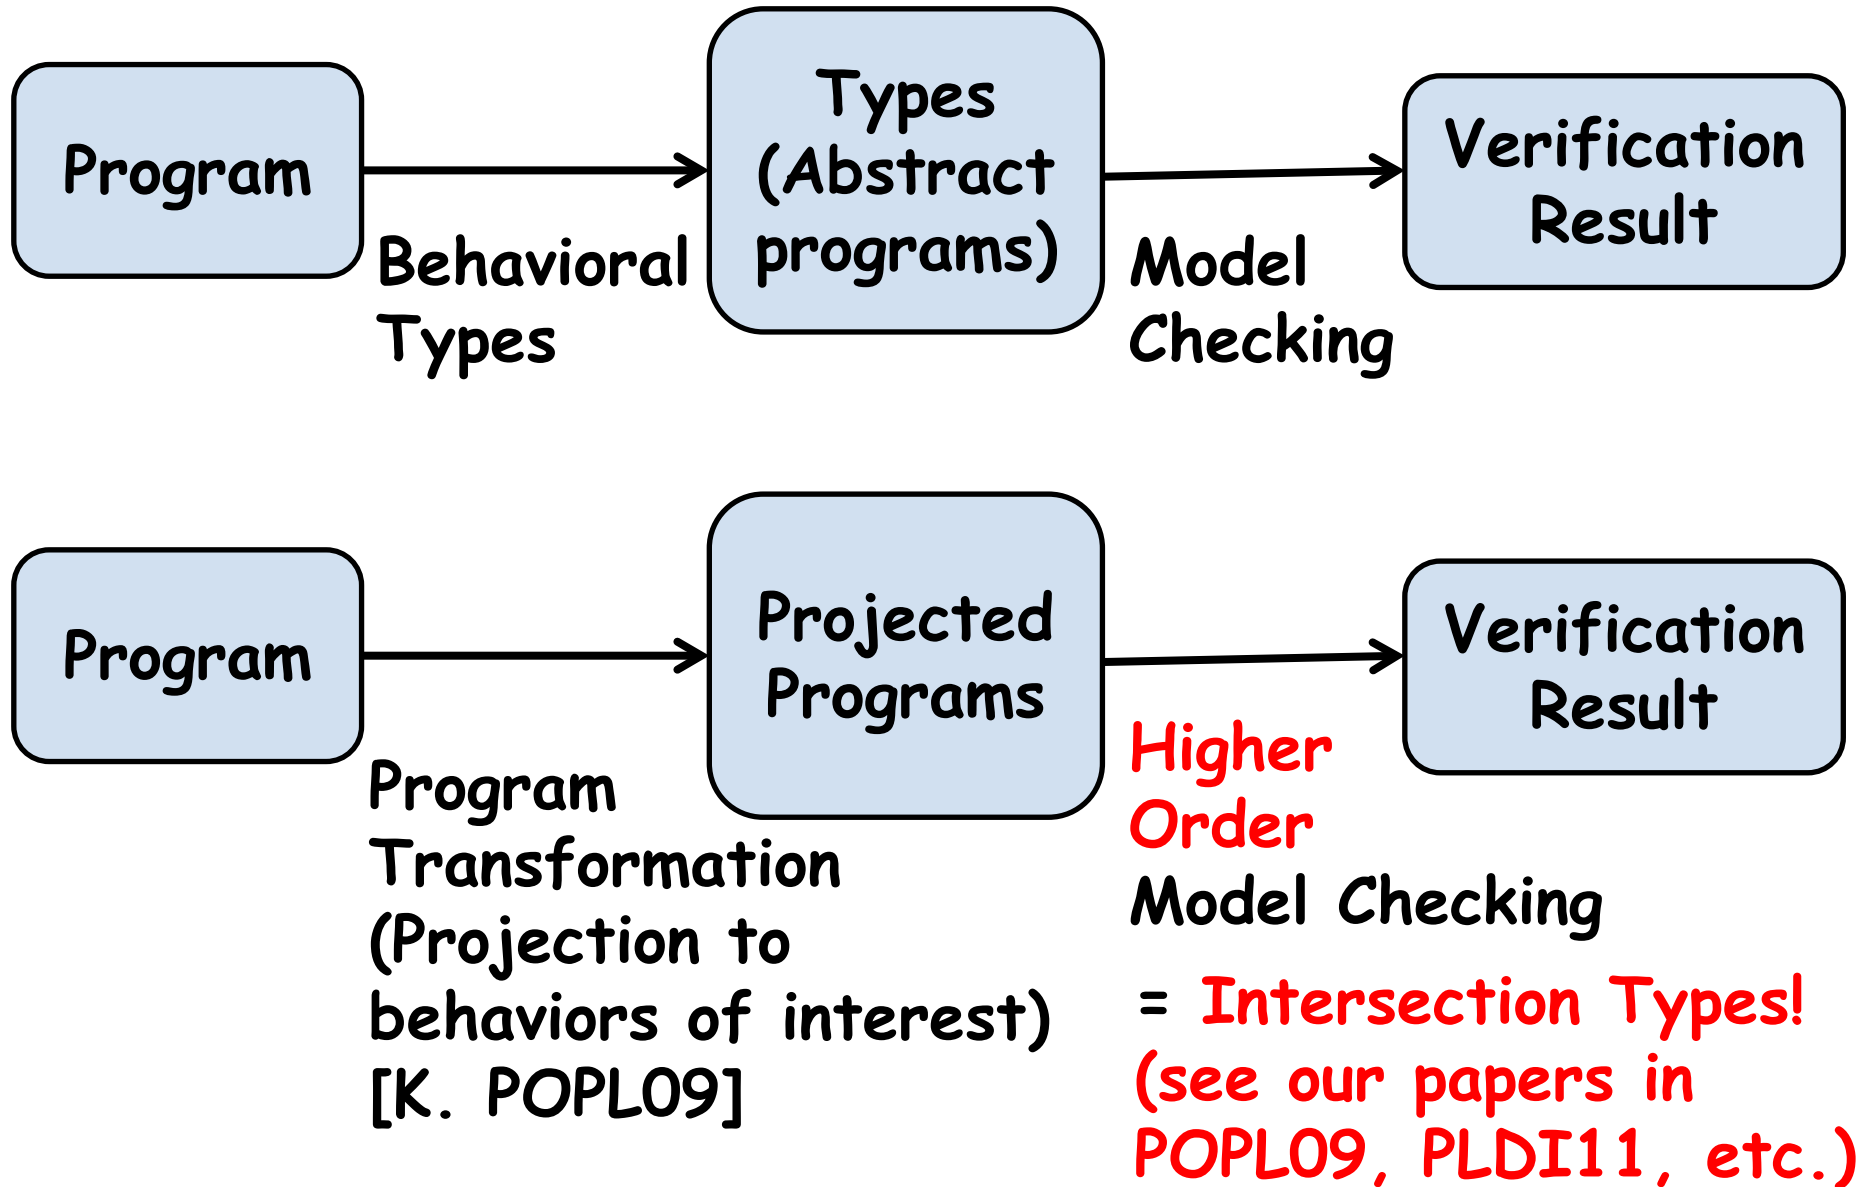 Program
Behavioral
Types
Types
(Abstract
programs)
Model
Checking
Verification
Result
Program
Program
Transformation
(Projection to
behaviors of interest)
[K. POPL09]
Projected
Programs
Higher
Order
Model Checking
= Intersection Types!
(see our papers in
POPL09, PLDI11, etc.)
Verification
Result